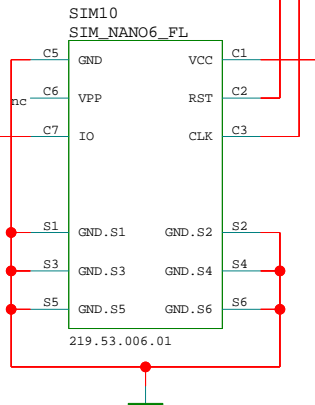 SIM10
SIM_NANO6_FL
C5 GND VCC C1
nc C6 VPP RST C2
C7 IO CLK C3
S1 GND.S1 GND.S2 S2
S3 GND.S3 GND.S4 S4
S5 GND.S5 GND.S6 S6
219.53.006.01